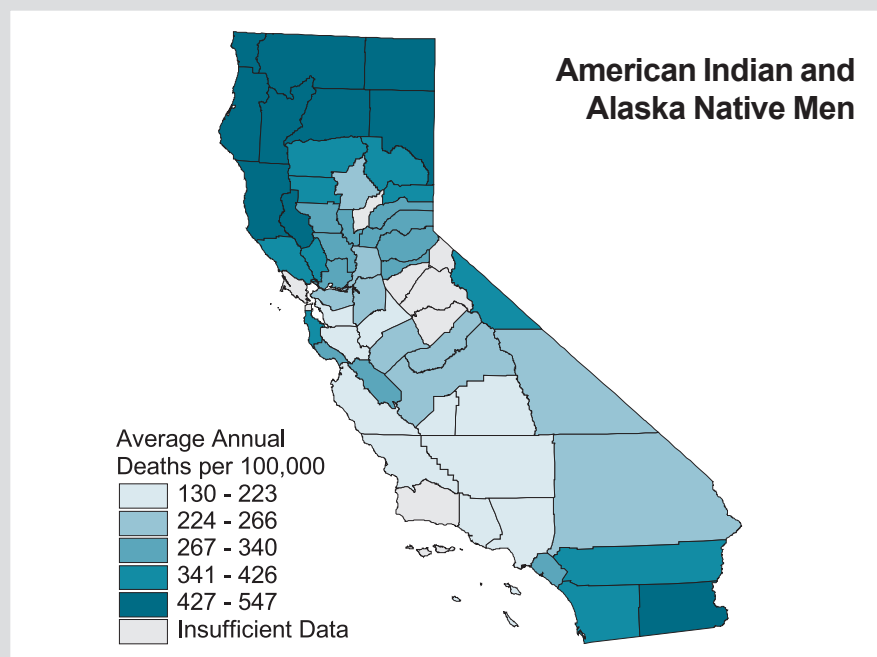 American Indian and
Alaska Native Men
Average Annual
Deaths per 100,000
130 - 223
224 - 266
267 - 340
341 - 426
427 - 547
Insufficient Data